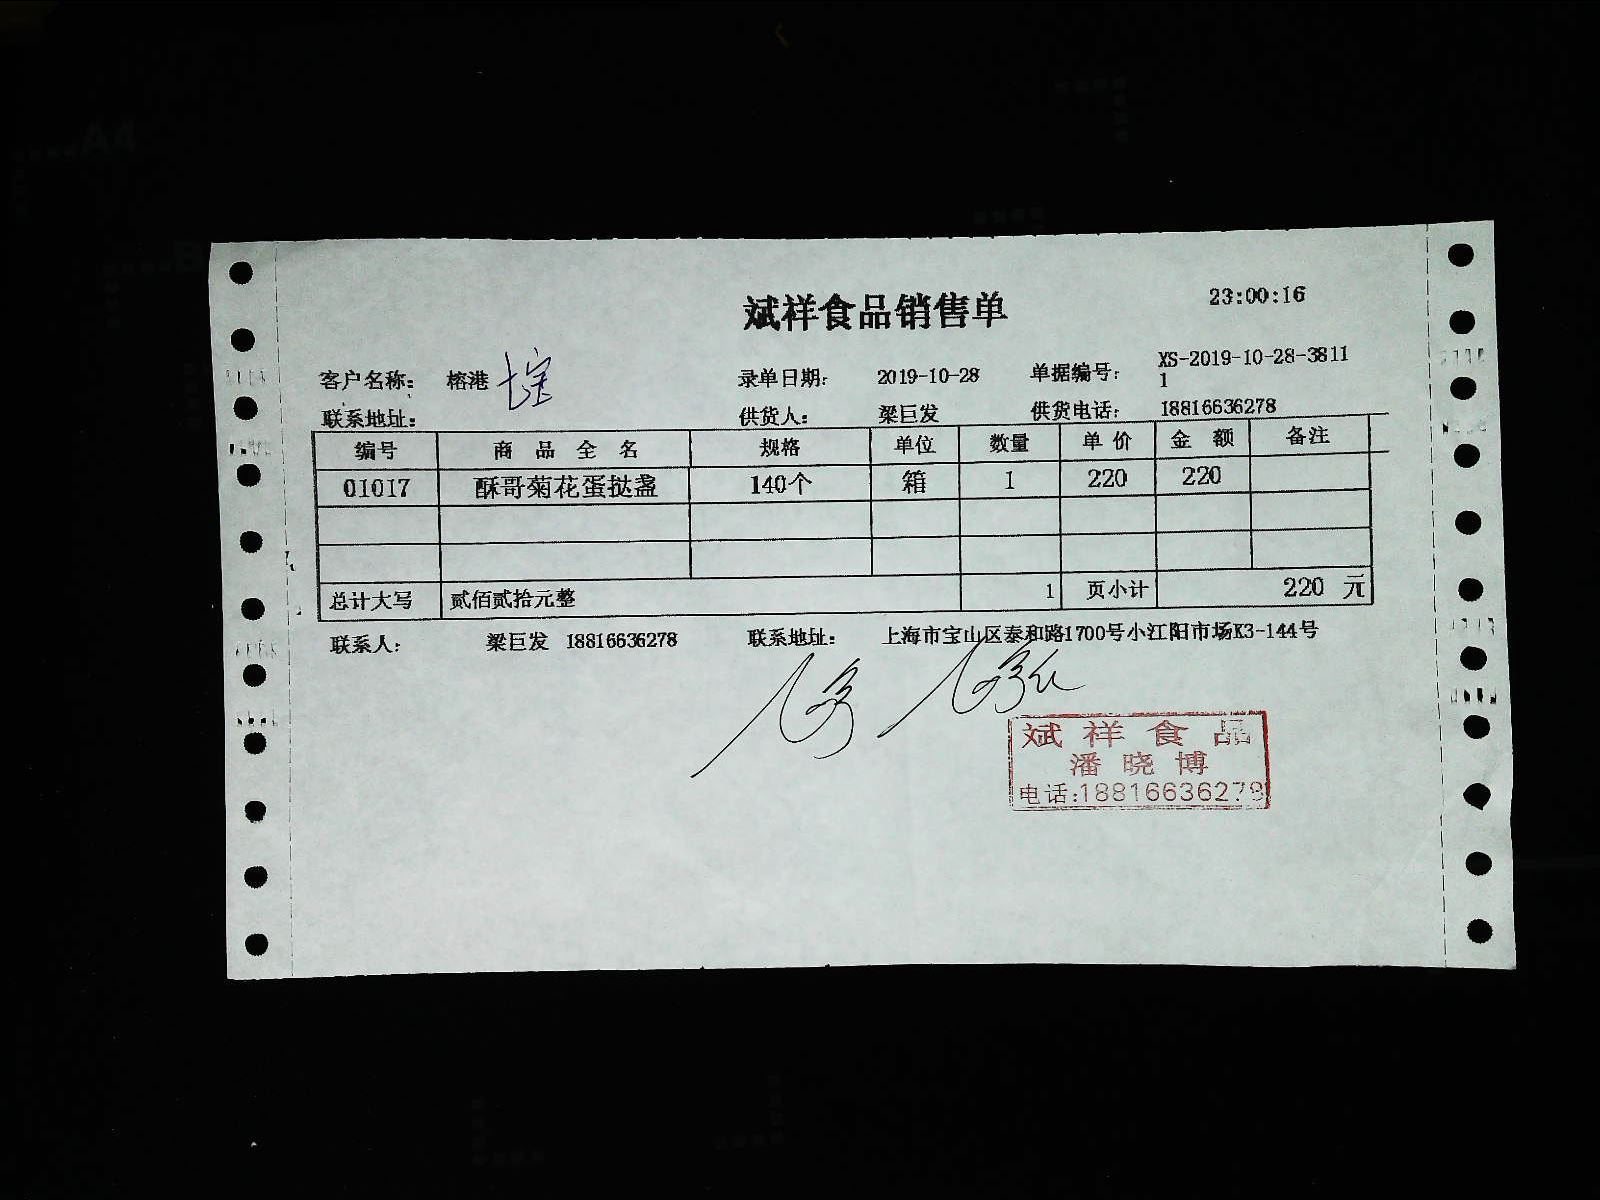 斌祥食品销售单 23:00:16
客户名称: 榕港 录单日期: 2019-10-28 单据编号: XS-2019-10-28-3811
1
联系地址: 供货人: 梁巨发 供货电话: 18816636278
编号 商品全名 规格 单位 数量 单价 金额 备注
01017 酥哥菊花蛋挞盏 140个 箱 1 220 220
总计大写 贰佰贰拾元整 1 页小计 220 元
联系人: 梁巨发 18816636278 联系地址: 上海市宝山区泰和路1700号小江阳市场K3-144号
斌祥食品
潘晓博
电话:18816636278